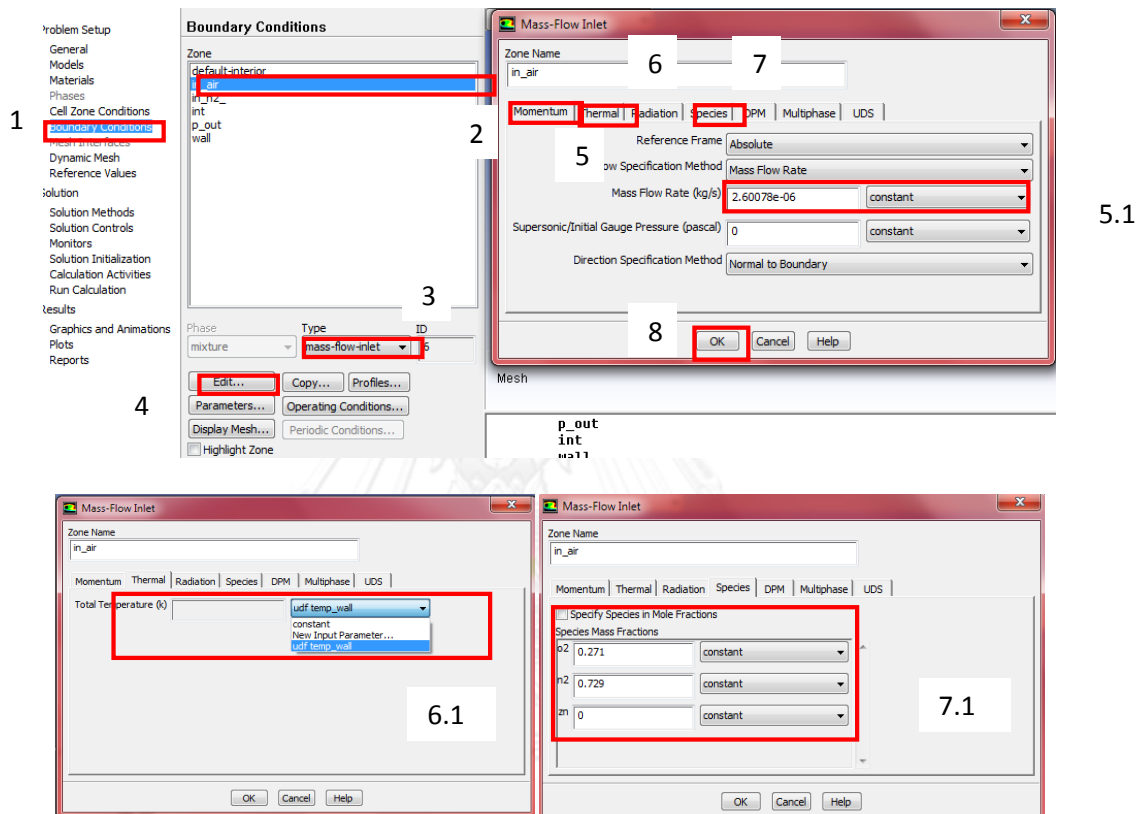 Problem Setup
General
Models
Materials
Phases
Cell Zone Conditions
Boundary Conditions
Mesh Interfaces
Dynamic Mesh
Reference Values
Solution
Solution Methods
Solution Controls
Monitors
Solution Initialization
Calculation Activities
Run Calculation
Results
Graphics and Animations
Plots
Reports
1
Boundary Conditions
Zone
default-interior
in_air
in_n2_
int
p_out
wall
2
3
Phase Type ID
mixture mass-flow-inlet 6
Edit... Copy... Profiles...
4
Parameters... Operating Conditions...
Display Mesh... Periodic Conditions...
Highlight Zone
Mass-Flow Inlet
Zone Name
in_air
6 7
Momentum Thermal Radiation Species DPM Multiphase UDS
5
Reference Frame Absolute
ow Specification Method Mass Flow Rate
Mass Flow Rate (kg/s) 2.60078e-06 constant
5.1
Supersonic/Initial Gauge Pressure (pascal) 0 constant
Direction Specification Method Normal to Boundary
8
OK Cancel Help
Mesh
p_out
int
wall
Mass-Flow Inlet
Zone Name
in_air
Momentum Thermal Radiation Species DPM Multiphase UDS
Total Temperature (k) udf temp_wall
constant
New Input Parameter...
udf temp_wall
6.1
OK Cancel Help
Mass-Flow Inlet
Zone Name
in_air
Momentum Thermal Radiation Species DPM Multiphase UDS
Specify Species in Mole Fractions
Species Mass Fractions
o2 0.271 constant
n2 0.729 constant
zn 0 constant
7.1
OK Cancel Help